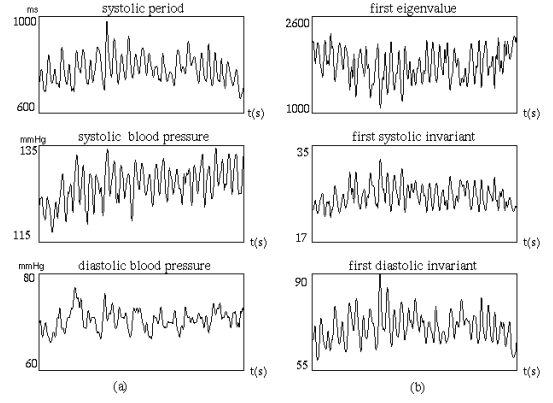 systolic period
ms
1000
600
t(s)
systolic blood pressure
mmHg
135
115
t(s)
diastolic blood pressure
mmHg
80
60
t(s)
(a)
first eigenvalue
2600
1000
t(s)
first systolic invariant
35
17
t(s)
first diastolic invariant
90
55
t(s)
(b)